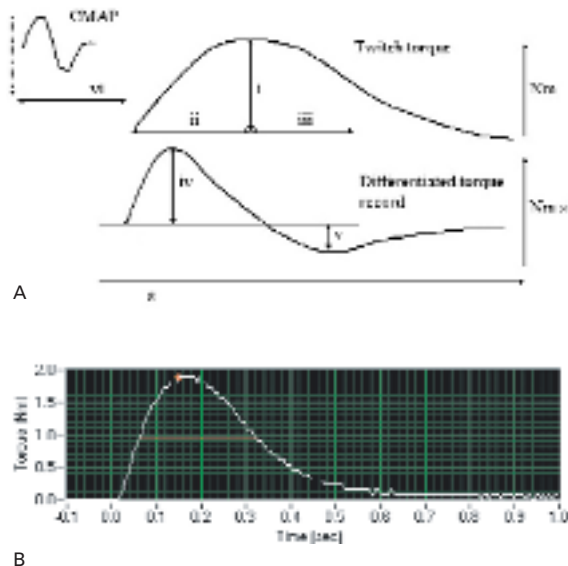 CMAP
Twitch torque
Nm
vi
i
ii
iii
iv
Differentiated torque
record
v
s
A
2.0
1.5
1.0
0.5
0.0
Torque [Nm]
-0.1 0.0 0.1 0.2 0.3 0.4 0.5 0.6 0.7 0.8 0.9 1.0
Time [sec]
B